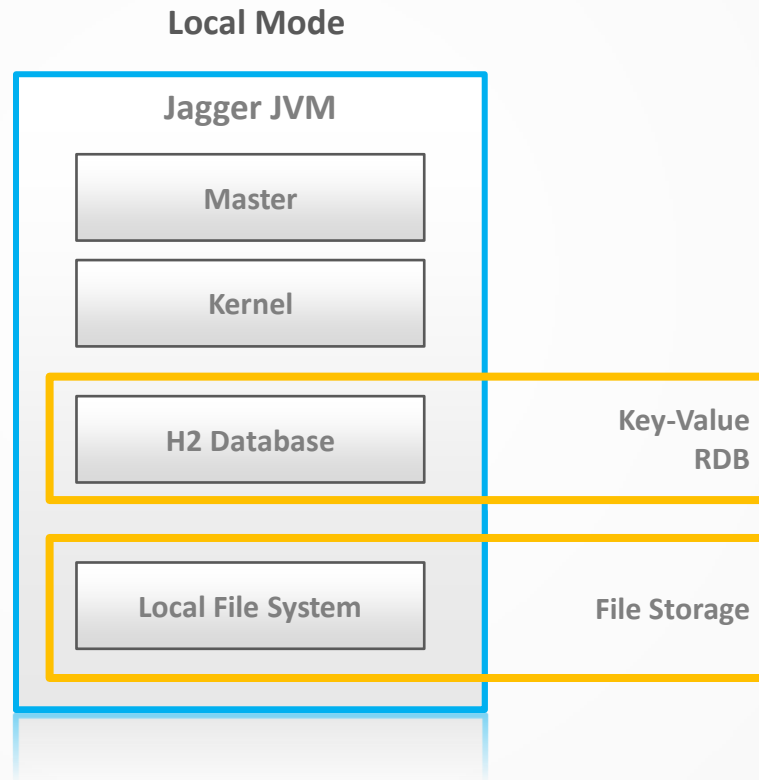 Local Mode
Jagger JVM
Master
Kernel
H2 Database
Key-Value
RDB
Local File System
File Storage